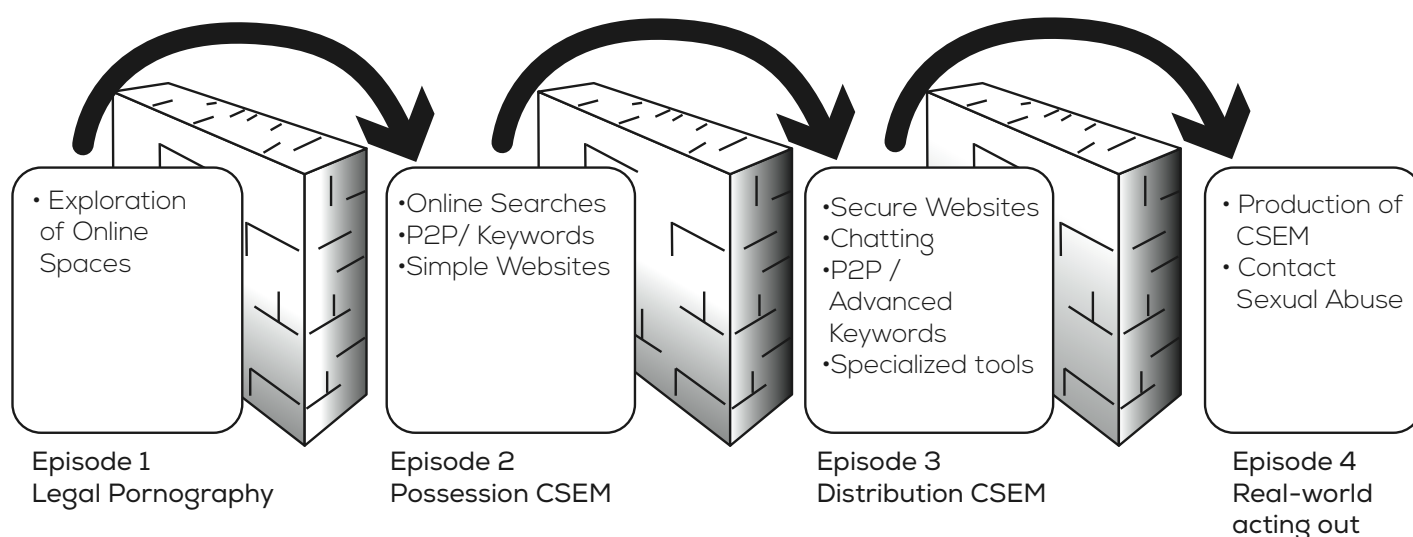 • Exploration
of Online
Spaces
•Online Searches
•P2P/ Keywords
•Simple Websites
•Secure Websites
•Chatting
•P2P /
Advanced
Keywords
•Specialized tools
• Production of
CSEM
• Contact
Sexual Abuse
Episode 1
Legal Pornography
Episode 2
Possession CSEM
Episode 3
Distribution CSEM
Episode 4
Real-world
acting out